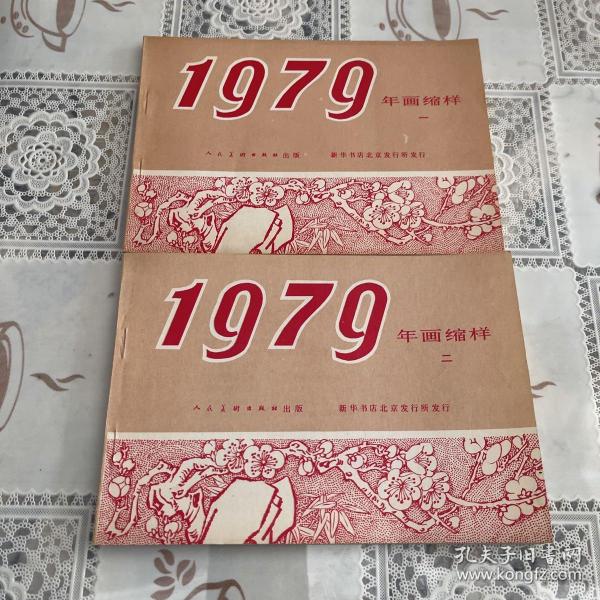 1979 年画缩样
一
人民美术出版社出版 新华书店北京发行所发行
1979 年画缩样
二
人民美术出版社出版 新华书店北京发行所发行
孔夫子旧书网
www.kongfz.com